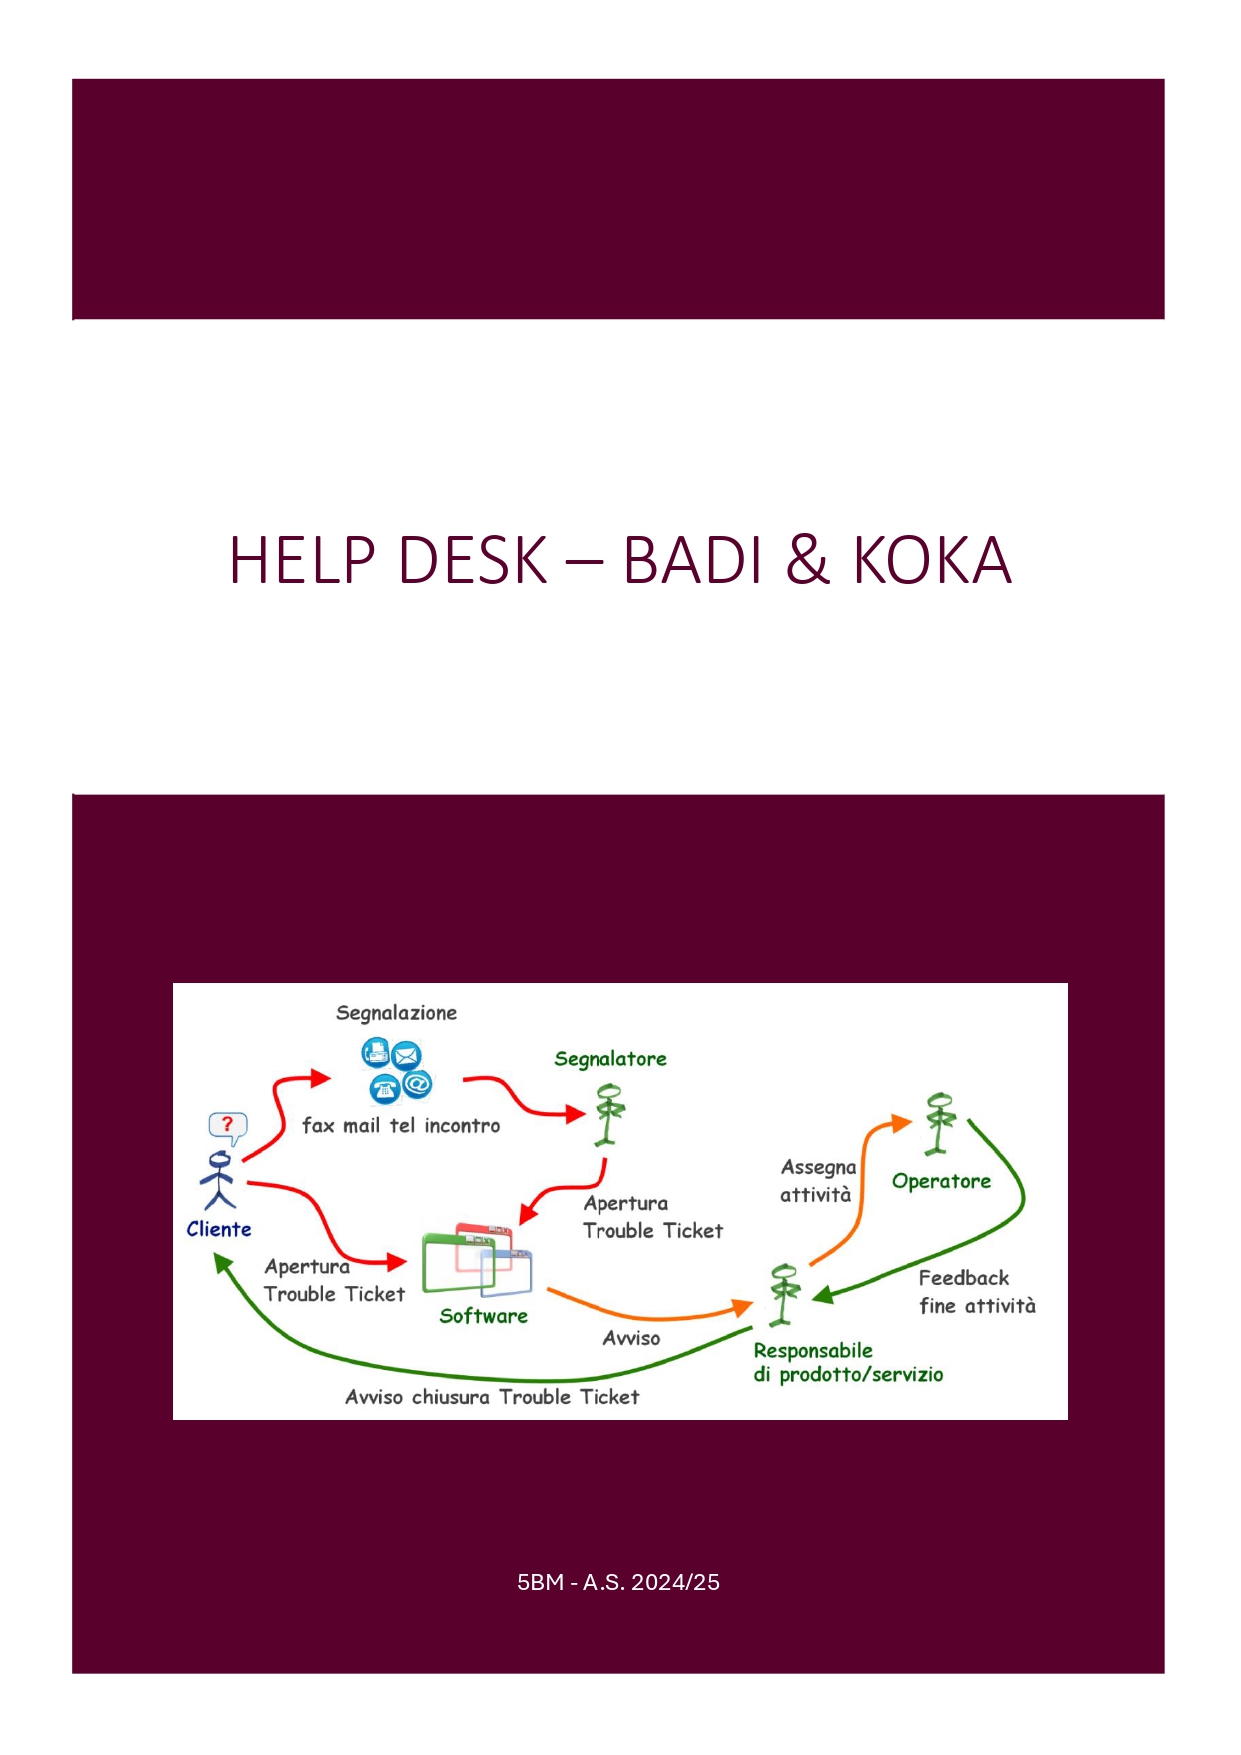 HELP DESK – BADI & KOKA
Segnalazione
fax mail tel incontro
Segnalatore
?
Cliente
Apertura
Trouble Ticket
Apertura
Trouble Ticket
Software
Avviso
Assegna
attività
Operatore
Feedback
fine attività
Responsabile
di prodotto/servizio
Avviso chiusura Trouble Ticket
5BM - A.S. 2024/25